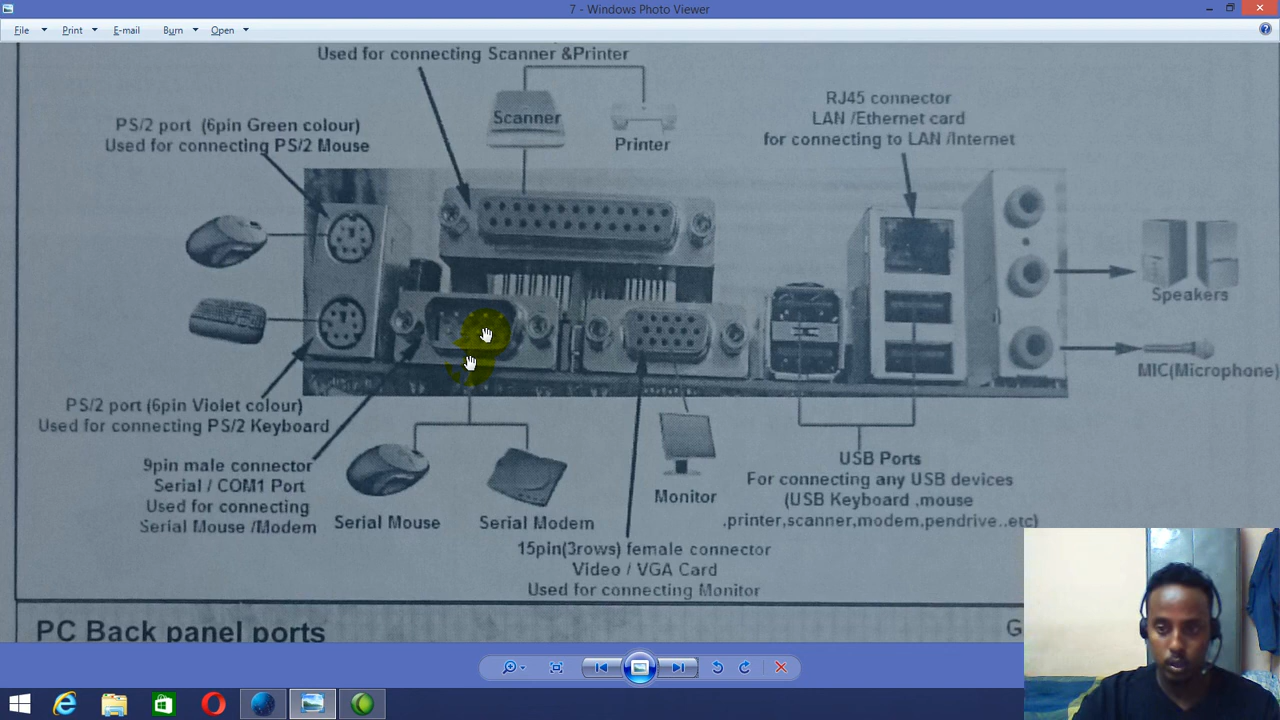 7 - Windows Photo Viewer
File
Print
E-mail
Burn
Open
Used for connecting Scanner &Printer
Scanner
Printer
PS/2 port (6pin Green colour)
Used for connecting PS/2 Mouse
RJ45 connector
LAN /Ethernet card
for connecting to LAN /Internet
Speakers
MIC(Microphone)
PS/2 port (6pin Violet colour)
Used for connecting PS/2 Keyboard
9pin male connector
Serial / COM1 Port
Used for connecting
Serial Mouse /Modem
Serial Mouse
Serial Modem
Monitor
15pin(3rows) female connector
Video / VGA Card
Used for connecting Monitor
USB Ports
For connecting any USB devices
(USB Keyboard ,mouse
,printer,scanner,modem,pendrive..etc)
PC Back panel ports
G